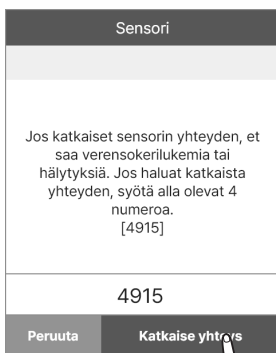 Sensori
Jos katkaiset sensorin yhteyden, et
saa verensokerilukemia tai
hälytyksiä. Jos haluat katkaista
yhteyden, syötä alla olevat 4
numeroa.
[4915]
4915
Peruuta Katkaise yhteys